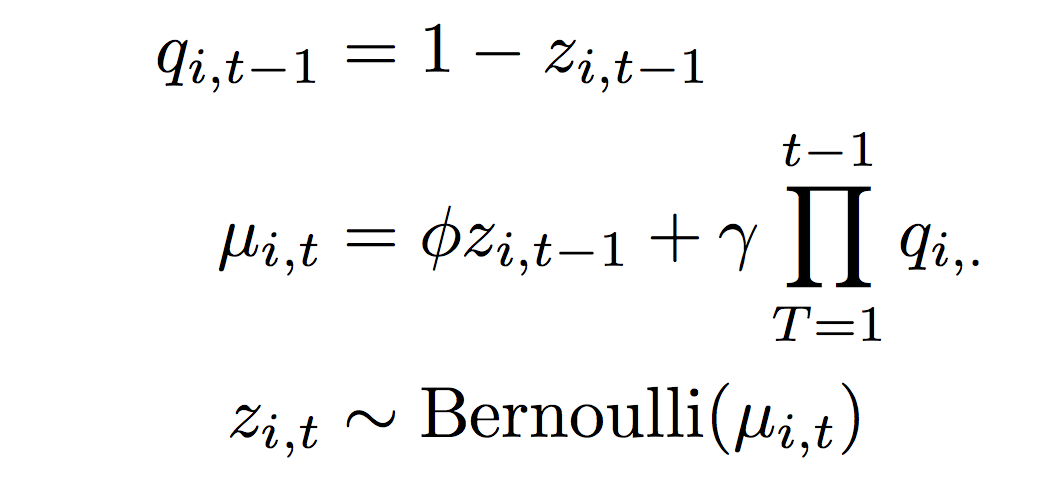 q_{i,t−1} = 1 − z_{i,t−1}
μ_{i,t} = ϕz_{i,t−1} + γ ∏_{T=1}^{t−1} q_{i,.}
z_{i,t} ∼ Bernoulli(μ_{i,t})